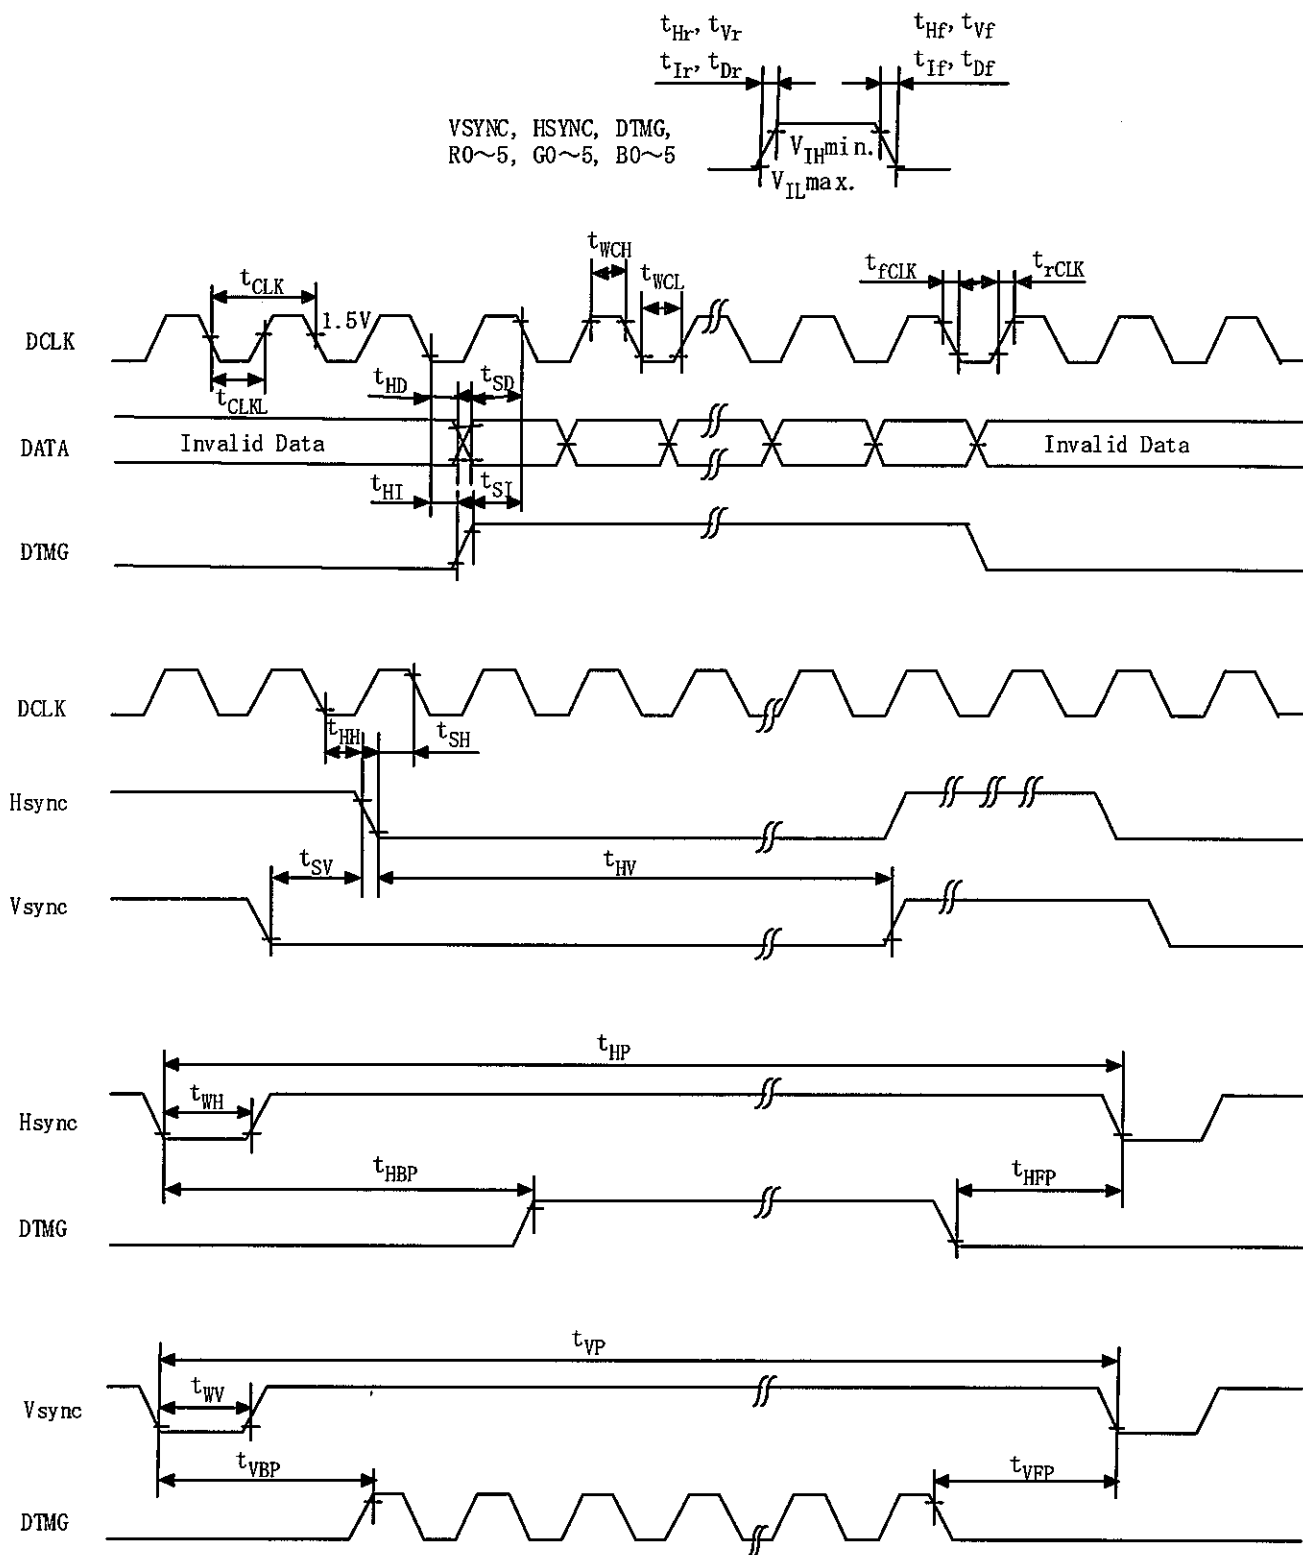 tHr, tVr
tHf, tVf
tIr, tDr
tIf, tDf
VSYNC, HSYNC, DTMG,
R0～5, G0～5, B0～5
VIHmin.
VILmax.
tWCH
tCLK
tWCL
tfCLK
trCLK
1.5V
DCLK
tHD
tSD
tCLKL
DATA
Invalid Data
Invalid Data
tHI
tSI
DTMG
DCLK
tHH
tSH
Hsync
tSV
tHV
Vsync
tHP
tWH
Hsync
tHBP
tHFP
DTMG
tVP
tWV
Vsync
tVBP
tVFP
DTMG